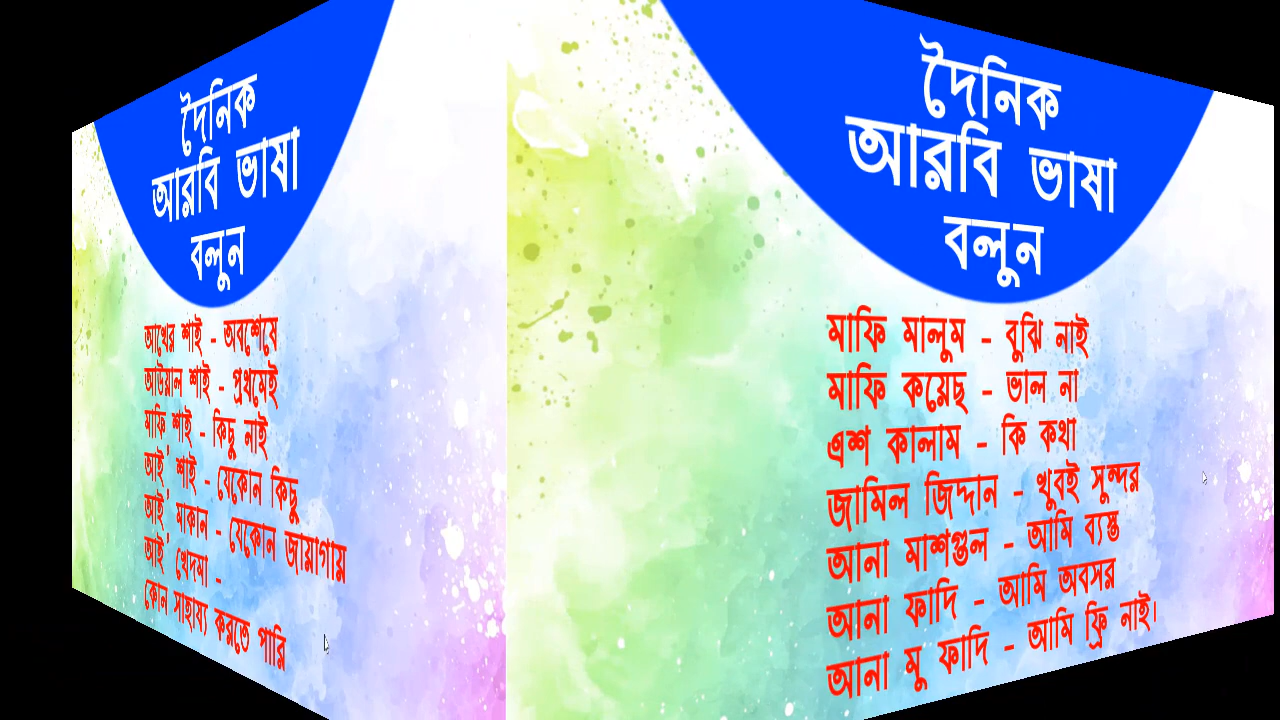 দৈনিক
আরবি ভাষা
বলুন
আখের শাই - অবশেষে
আউয়াল শাই - প্রথমেই
মাফি শাই - কিছু নাই
আই' শাই - যেকোন কিছু
আই' মাকান - যেকোন জায়াগায়
আই' খেদমা -
কোন সাহায্য করতে পারি
দৈনিক
আরবি ভাষা
বলুন
মাফি মালুম - বুঝি নাই
মাফি কয়েছ - ভাল না
এশ কালাম - কি কথা
জামিল জিদ্দান - খুবই সুন্দর
আনা মাশগুল - আমি ব্যস্ত
আনা ফাদি - আমি অবসর
আনা মু ফাদি - আমি ফ্রি নাই।